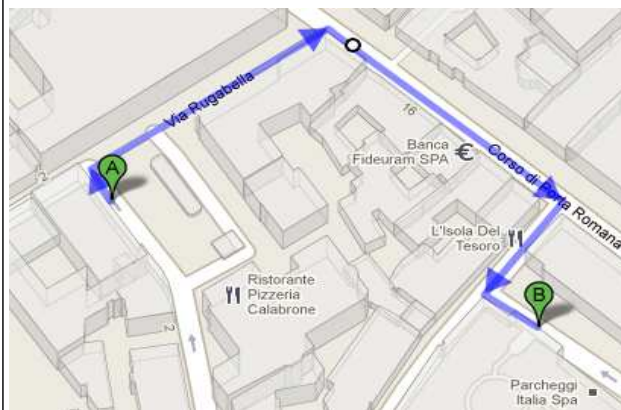 Via Rugabella
16
Banca
Fideuram SPA
€
Corso di Porta Romana
2
A
L'Isola Del
Tesoro
Ristorante
Pizzeria
Calabrone
B
2
Parcheggi
Italia Spa